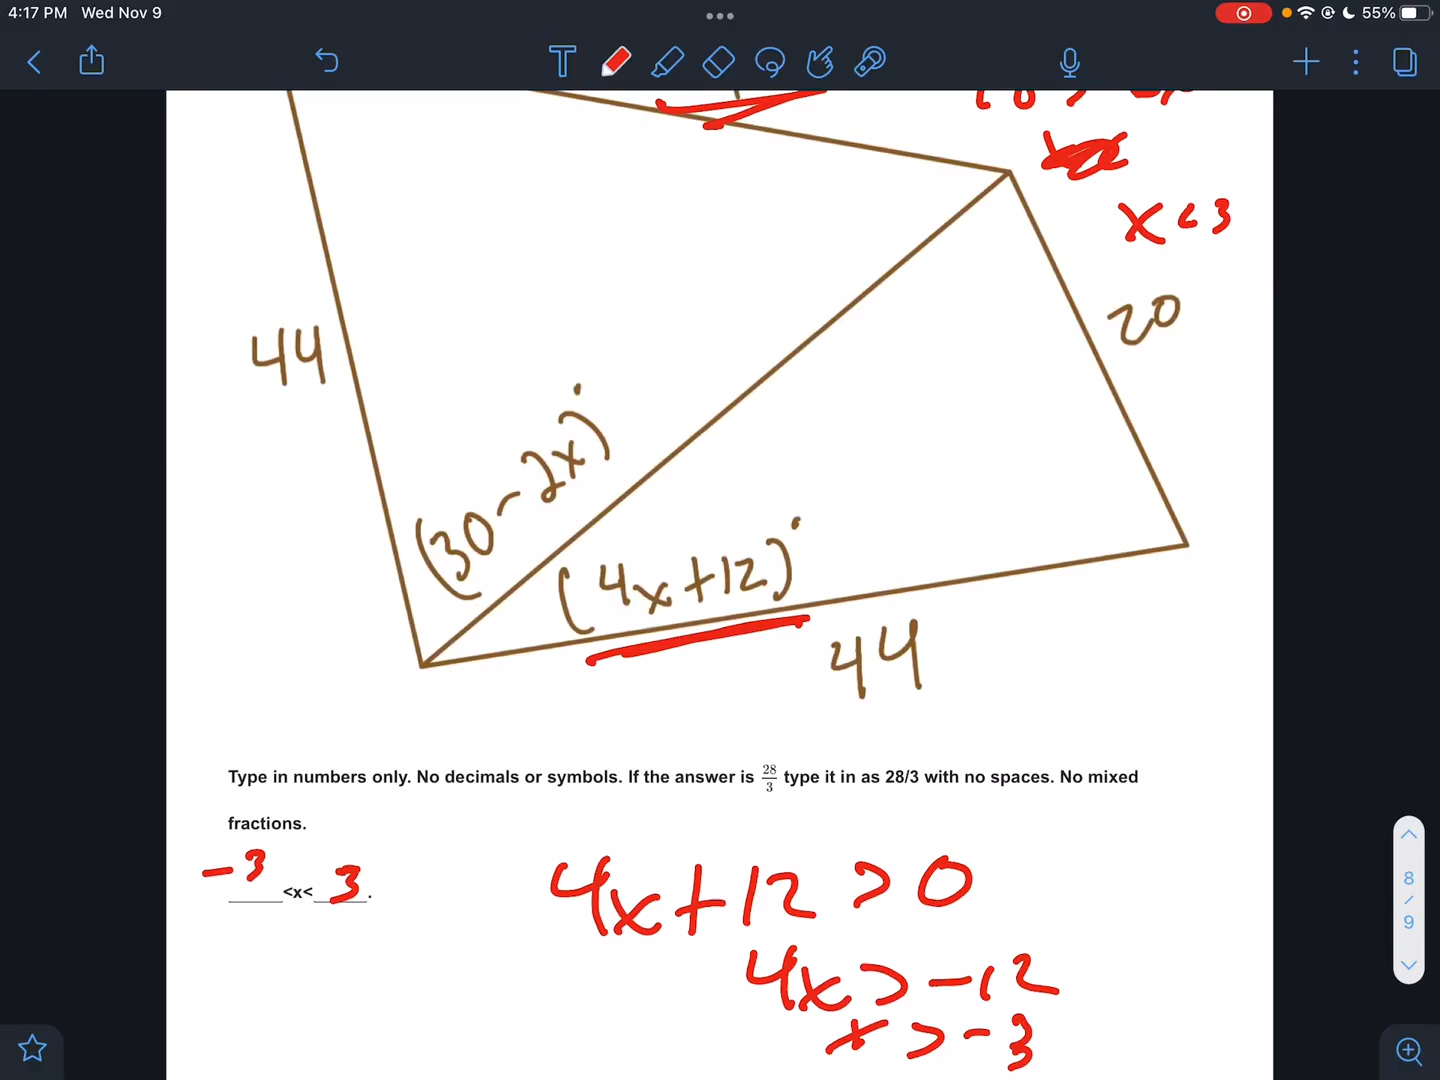 4:17 PM Wed Nov 9
55%
x < 3
20
44
(30 - 2x)°
(4x+12)°
44
Type in numbers only. No decimals or symbols. If the answer is 28/3 type it in as 28/3 with no spaces. No mixed
fractions.
-3 <x< 3.
4x+12 > 0
4x > -12
x > -3
8
/
9